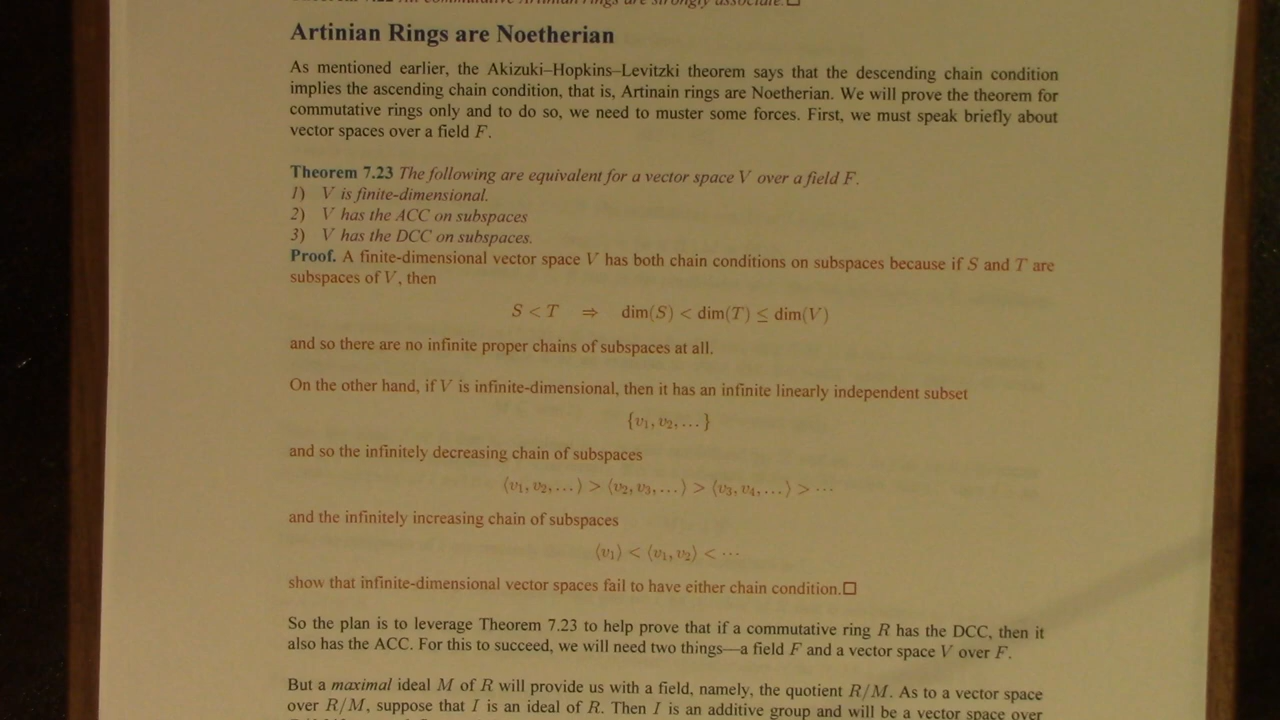 Theorem 7.22 All commutative Artinian rings are strongly associate.□
Artinian Rings are Noetherian
As mentioned earlier, the Akizuki–Hopkins–Levitzki theorem says that the descending chain condition
implies the ascending chain condition, that is, Artinain rings are Noetherian. We will prove the theorem for
commutative rings only and to do so, we need to muster some forces. First, we must speak briefly about
vector spaces over a field F.
Theorem 7.23 The following are equivalent for a vector space V over a field F.
1) V is finite-dimensional.
2) V has the ACC on subspaces
3) V has the DCC on subspaces.
Proof. A finite-dimensional vector space V has both chain conditions on subspaces because if S and T are
subspaces of V, then
S < T ⇒ dim(S) < dim(T) ≤ dim(V)
and so there are no infinite proper chains of subspaces at all.
On the other hand, if V is infinite-dimensional, then it has an infinite linearly independent subset
{v₁, v₂, … }
and so the infinitely decreasing chain of subspaces
⟨v₁, v₂, … ⟩ > ⟨v₂, v₃, … ⟩ > ⟨v₃, v₄, … ⟩ > ⋯
and the infinitely increasing chain of subspaces
⟨v₁⟩ < ⟨v₁, v₂⟩ < ⋯
show that infinite-dimensional vector spaces fail to have either chain condition.□
So the plan is to leverage Theorem 7.23 to help prove that if a commutative ring R has the DCC, then it
also has the ACC. For this to succeed, we will need two things—a field F and a vector space V over F.
But a maximal ideal M of R will provide us with a field, namely, the quotient R/M. As to a vector space
over R/M, suppose that I is an ideal of R. Then I is an additive group and will be a vector space over